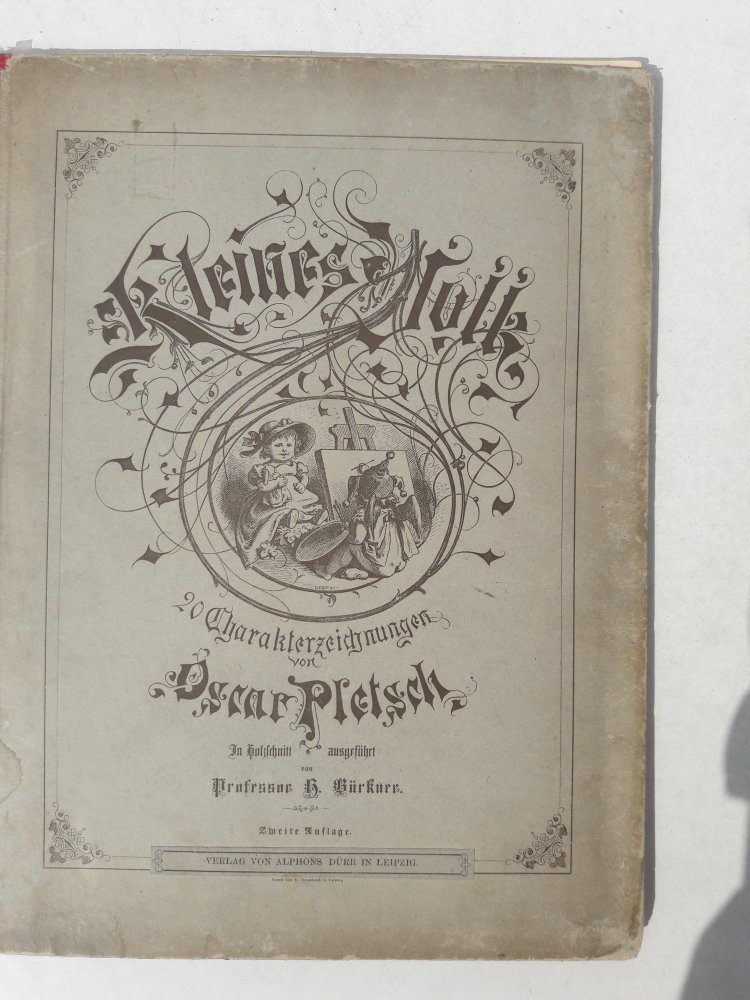 Kleines Volk
20 Charakterzeichnungen
von
Oscar Pletsch
In Holzschnitt ausgeführt
von
Professor H. Bürkner.
Zweite Auflage.
VERLAG VON ALPHONS DÜRR IN LEIPZIG.